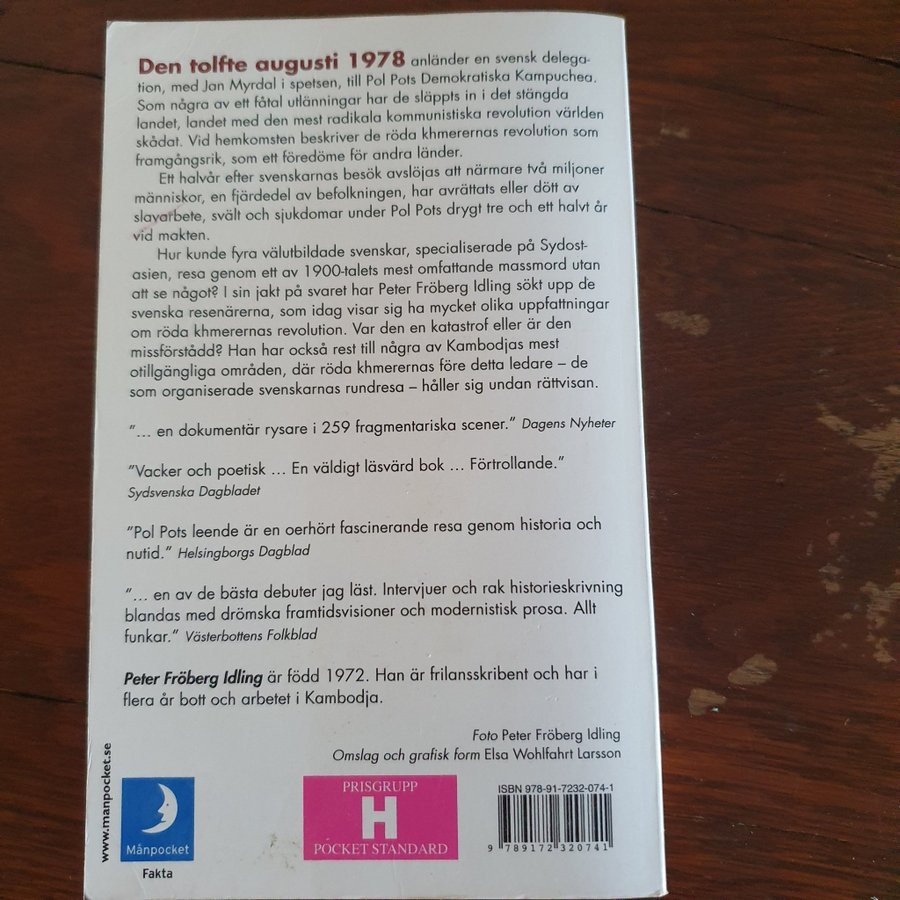 Den tolfte augusti 1978 anländer en svensk delega-
tion, med Jan Myrdal i spetsen, till Pol Pots Demokratiska Kampuchea.
Som några av ett fåtal utlänningar har de släppts in i det stängda
landet, landet med den mest radikala kommunistiska revolution världen
skådat. Vid hemkomsten beskriver de röda khmerernas revolution som
framgångsrik, som ett föredöme för andra länder.
Ett halvår efter svenskarnas besök avslöjas att närmare två miljoner
människor, en fjärdedel av befolkningen, har avrättats eller dött av
slavarbete, svält och sjukdomar under Pol Pots drygt tre och ett halvt år
vid makten.
Hur kunde fyra välutbildade svenskar, specialiserade på Sydost-
asien, resa genom ett av 1900-talets mest omfattande massmord utan
att se något? I sin jakt på svaret har Peter Fröberg Idling sökt upp de
svenska resenärerna, som idag visar sig ha mycket olika uppfattningar
om röda khmerernas revolution. Var den en katastrof eller är den
missförstådd? Han har också rest till några av Kambodjas mest
otillgängliga områden, där röda khmerernas före detta ledare – de
som organiserade svenskarnas rundresa – håller sig undan rättvisan.
”... en dokumentär rysare i 259 fragmentariska scener.” Dagens Nyheter
”Vacker och poetisk ... En väldigt läsvärd bok ... Förtrollande.”
Sydsvenska Dagbladet
”Pol Pots leende är en oerhört fascinerande resa genom historia och
nutid.” Helsingborgs Dagblad
”... en av de bästa debuter jag läst. Intervjuer och rak historieskrivning
blandas med drömska framtidsvisioner och modernistisk prosa. Allt
funkar.” Västerbottens Folkblad
Peter Fröberg Idling är född 1972. Han är frilansskribent och har i
flera år bott och arbetet i Kambodja.
Foto Peter Fröberg Idling
Omslag och grafisk form Elsa Wohlfahrt Larsson
www.manpocket.se
Månpocket
Fakta
PRISGRUPP
H
POCKET STANDARD
ISBN 978-91-7232-074-1
9 789172 320741